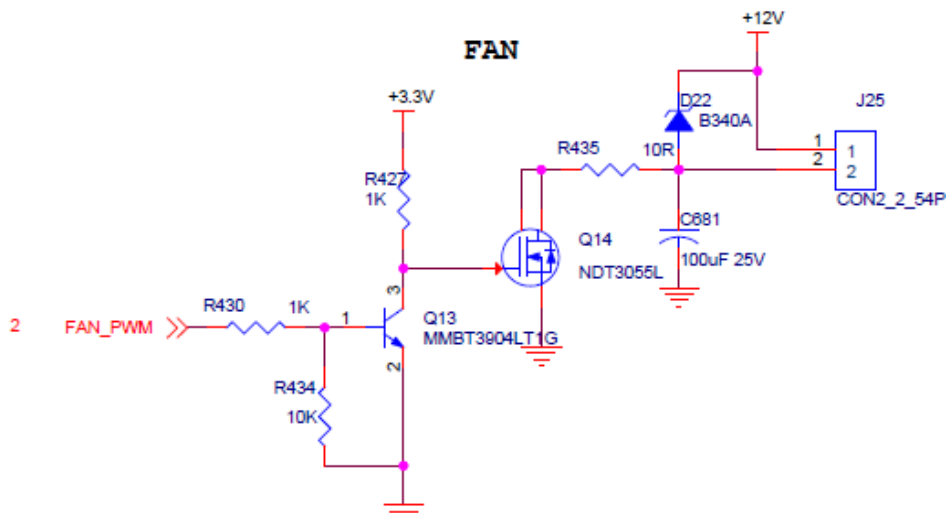 +12V
FAN
D22
B340A
J25
+3.3V
R435
10R
1
1
2
2
CON2_2_54P
R427
1K
C681
100uF 25V
Q14
NDT3055L
3
R430
1K
2
FAN_PWM
1
Q13
MMBT3904LT1G
2
R434
10K